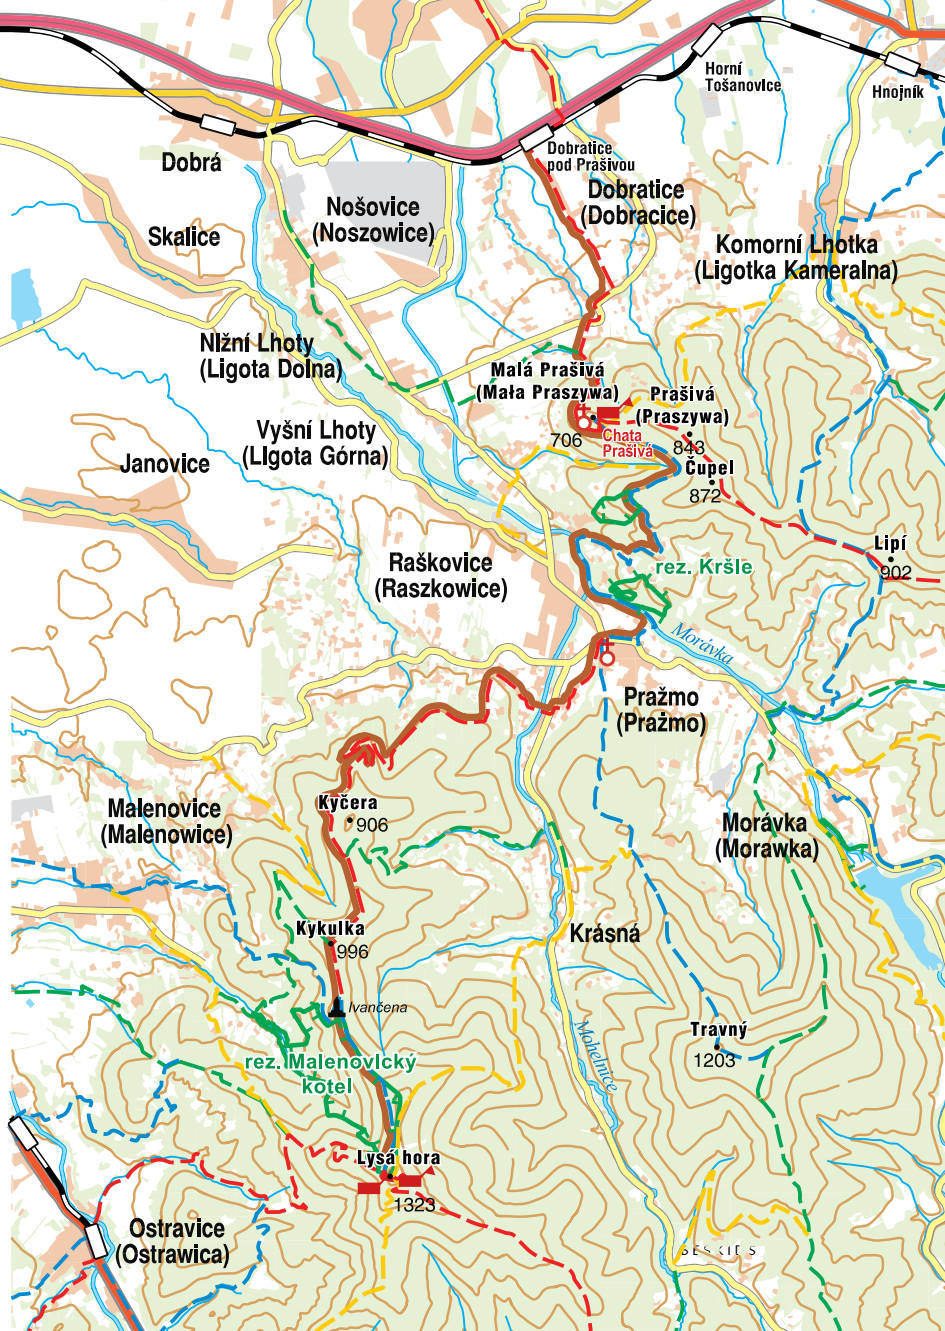 Horní
Tošanovlce
Hnojník
Dobratice
pod Prašivou
Dobrá
Dobratice
(Dobracice)
Nošovice
(Noszowice)
Skalice
Komorní Lhotka
(Ligotka Kameralna)
NIžní Lhoty
(Ligota Dolna)
Malá Prašivá
(Mała Praszywa)
Prašivá
(Praszywa)
706
Chata
Prašivá
843
Vyšní Lhoty
(LIgota Górna)
Janovice
Čupel
872
Lipí
902
Raškovice
(Raszkowice)
rez. Kršle
Morávka
Pražmo
(Prażmo)
Kyčera
906
Malenovice
(Malenowice)
Morávka
(Morawka)
Kykulka
996
Krásná
Ivančena
Travný
1203
Mohelnice
rez. Malenovlcký
kotel
Lysá hora
1323
Ostravice
(Ostrawica)
BESKIDS